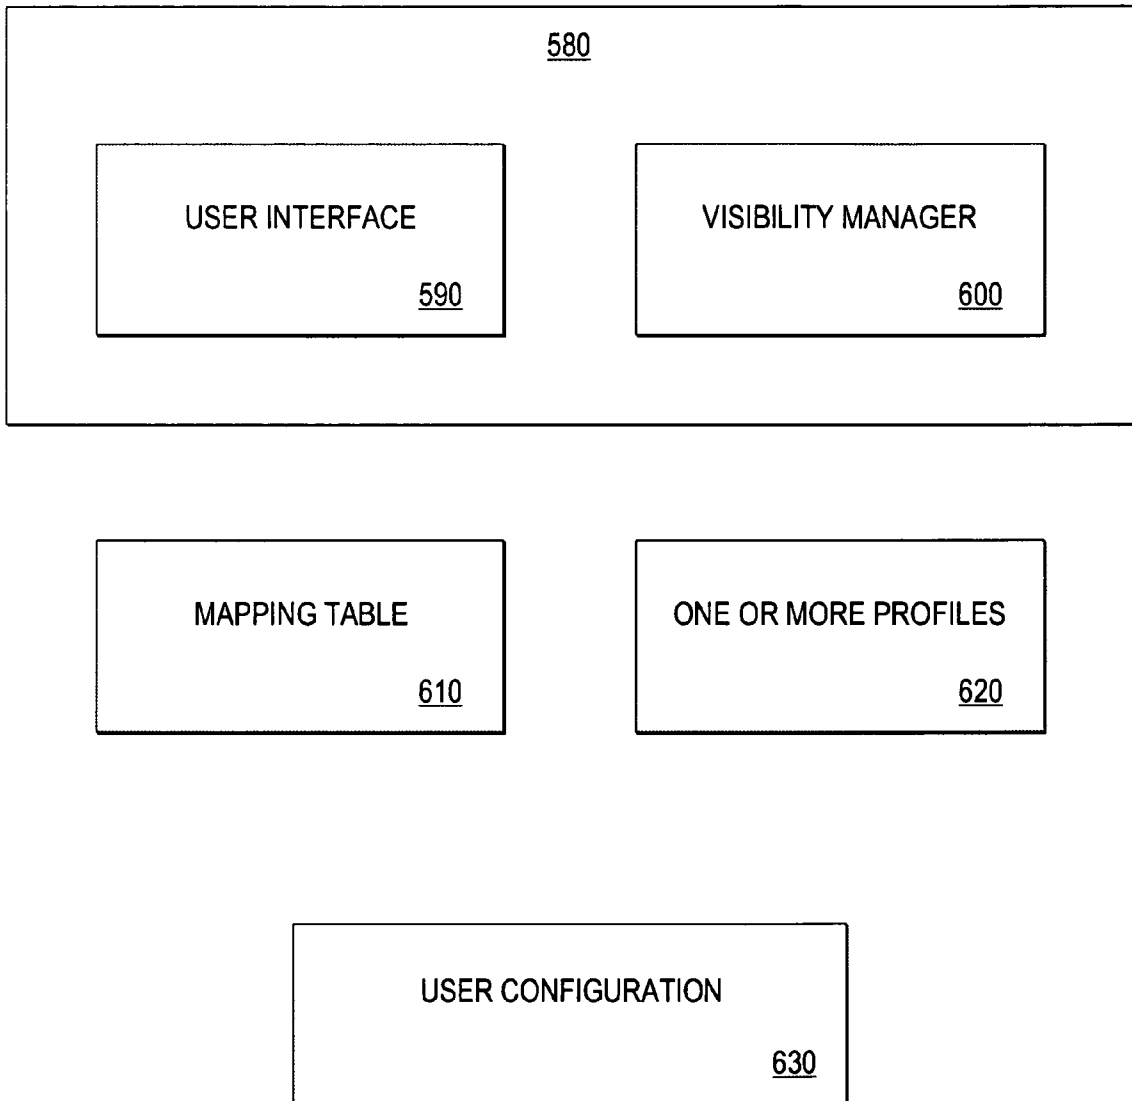 580
USER INTERFACE
590
VISIBILITY MANAGER
600
MAPPING TABLE
610
ONE OR MORE PROFILES
620
USER CONFIGURATION
630